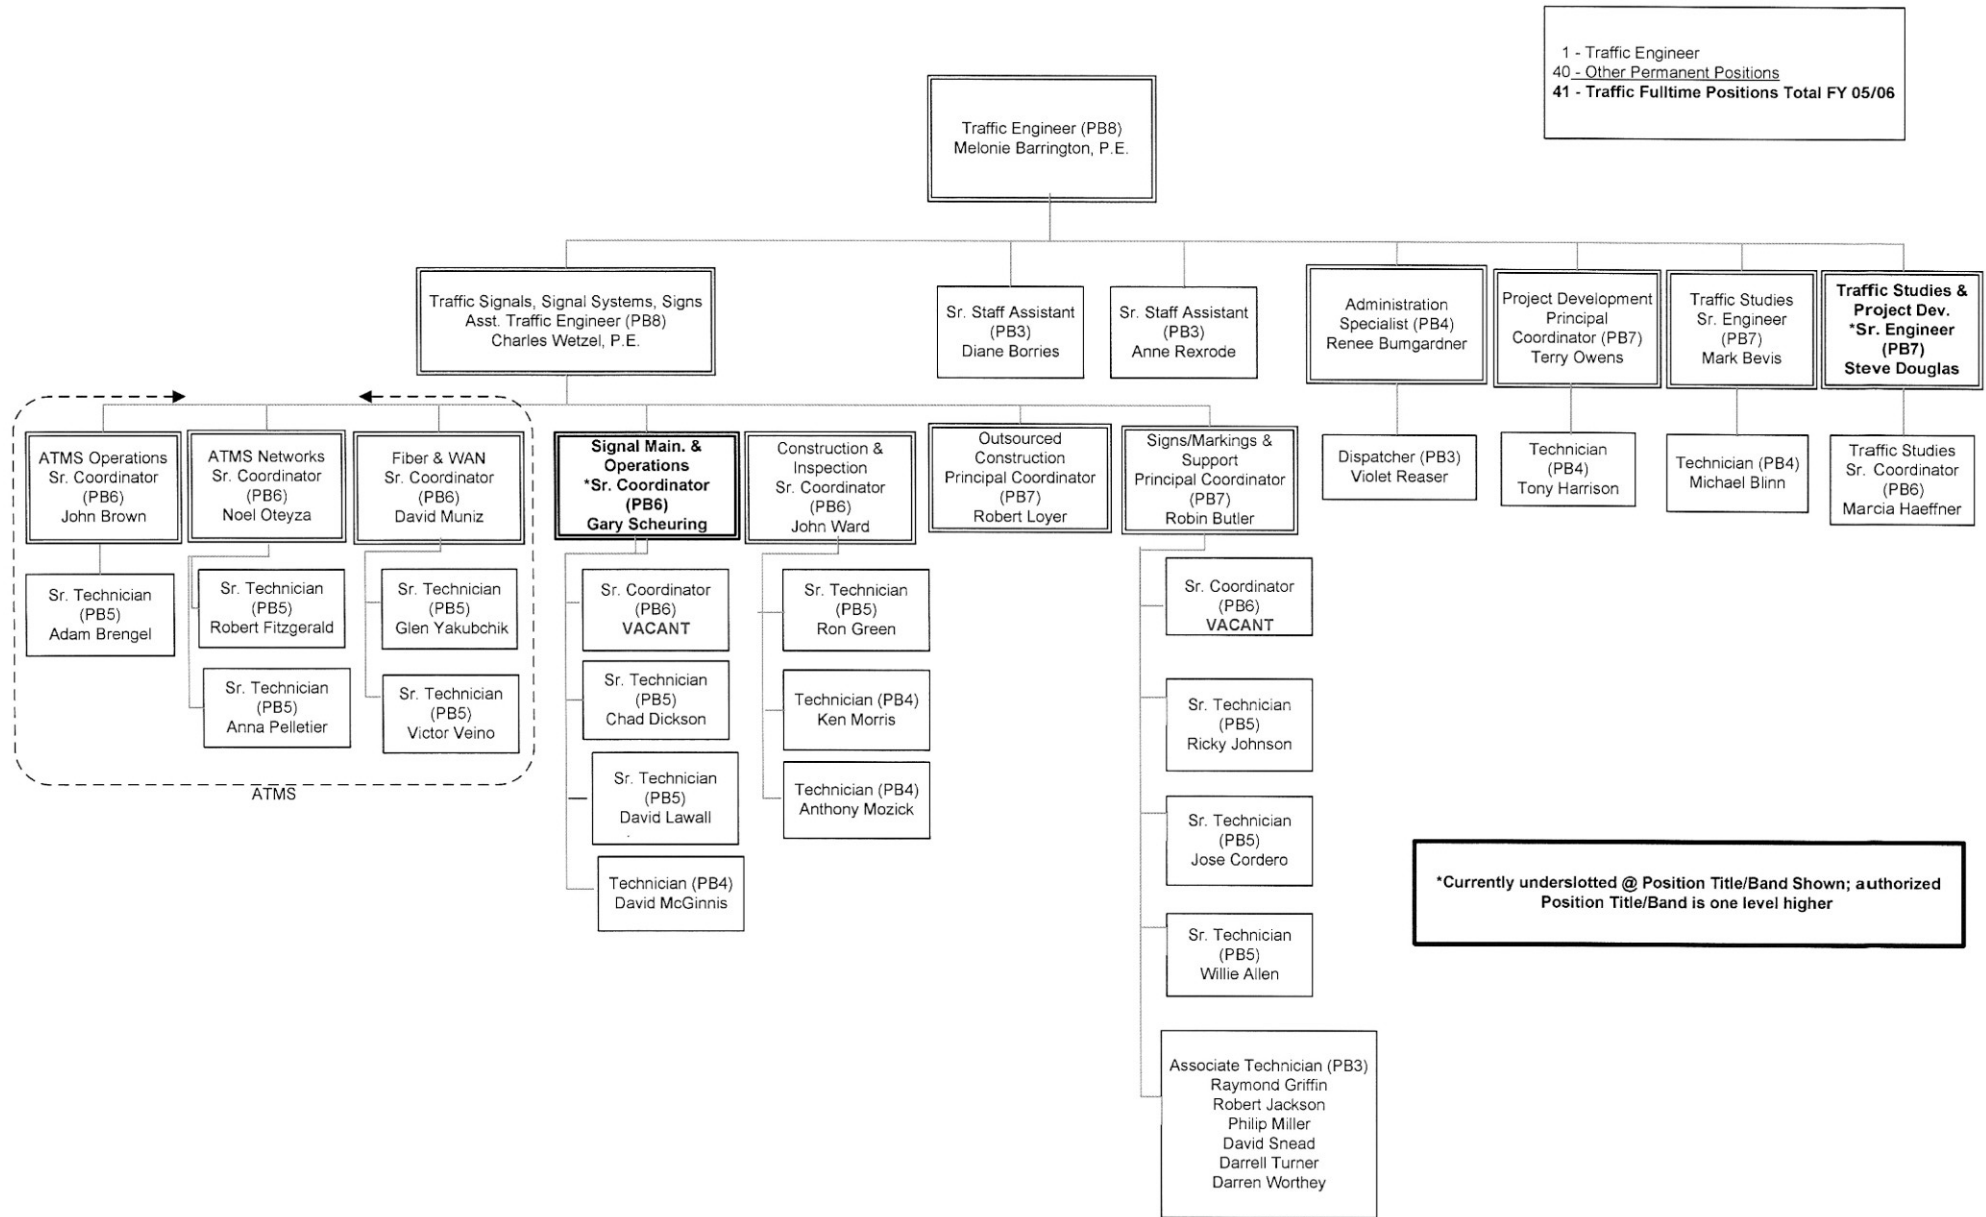 1 - Traffic Engineer
40 - Other Permanent Positions
41 - Traffic Fulltime Positions Total FY 05/06
Traffic Engineer (PB8)
Melonie Barrington, P.E.
Traffic Signals, Signal Systems, Signs
Asst. Traffic Engineer (PB8)
Charles Wetzel, P.E.
Sr. Staff Assistant
(PB3)
Diane Borries
Sr. Staff Assistant
(PB3)
Anne Rexrode
Administration
Specialist (PB4)
Renee Bumgardner
Project Development
Principal
Coordinator (PB7)
Terry Owens
Traffic Studies
Sr. Engineer
(PB7)
Mark Bevis
Traffic Studies &
Project Dev.
*Sr. Engineer
(PB7)
Steve Douglas
ATMS Operations
Sr. Coordinator
(PB6)
John Brown
ATMS Networks
Sr. Coordinator
(PB6)
Noel Oteyza
Fiber & WAN
Sr. Coordinator
(PB6)
David Muniz
Signal Main. &
Operations
*Sr. Coordinator
(PB6)
Gary Scheuring
Construction &
Inspection
Sr. Coordinator
(PB6)
John Ward
Outsourced
Construction
Principal Coordinator
(PB7)
Robert Loyer
Signs/Markings &
Support
Principal Coordinator
(PB7)
Robin Butler
Dispatcher (PB3)
Violet Reaser
Technician
(PB4)
Tony Harrison
Technician (PB4)
Michael Blinn
Traffic Studies
Sr. Coordinator
(PB6)
Marcia Haeffner
Sr. Technician
(PB5)
Adam Brengel
Sr. Technician
(PB5)
Robert Fitzgerald
Sr. Technician
(PB5)
Anna Pelletier
Sr. Technician
(PB5)
Glen Yakubchik
Sr. Technician
(PB5)
Victor Veino
ATMS
Sr. Coordinator
(PB6)
VACANT
Sr. Technician
(PB5)
Chad Dickson
Sr. Technician
(PB5)
David Lawall
Technician (PB4)
David McGinnis
Sr. Technician
(PB5)
Ron Green
Technician (PB4)
Ken Morris
Technician (PB4)
Anthony Mozick
Sr. Coordinator
(PB6)
VACANT
Sr. Technician
(PB5)
Ricky Johnson
Sr. Technician
(PB5)
Jose Cordero
Sr. Technician
(PB5)
Willie Allen
Associate Technician (PB3)
Raymond Griffin
Robert Jackson
Philip Miller
David Snead
Darrell Turner
Darren Worthey
*Currently underslotted @ Position Title/Band Shown; authorized
Position Title/Band is one level higher